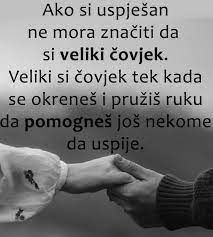 Ako si uspješan
ne mora značiti da
si veliki čovjek.
Veliki si čovjek tek kada
se okreneš i pružiš ruku
da pomogneš još nekome
da uspije.